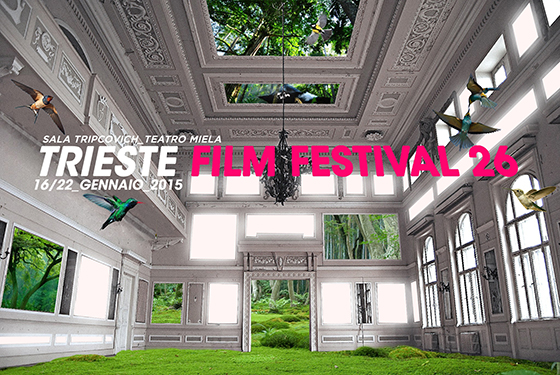 SALA TRIPCOVICH_TEATRO MIELA
TRIESTE FILM FESTIVAL 26
16/22_GENNAIO_2015